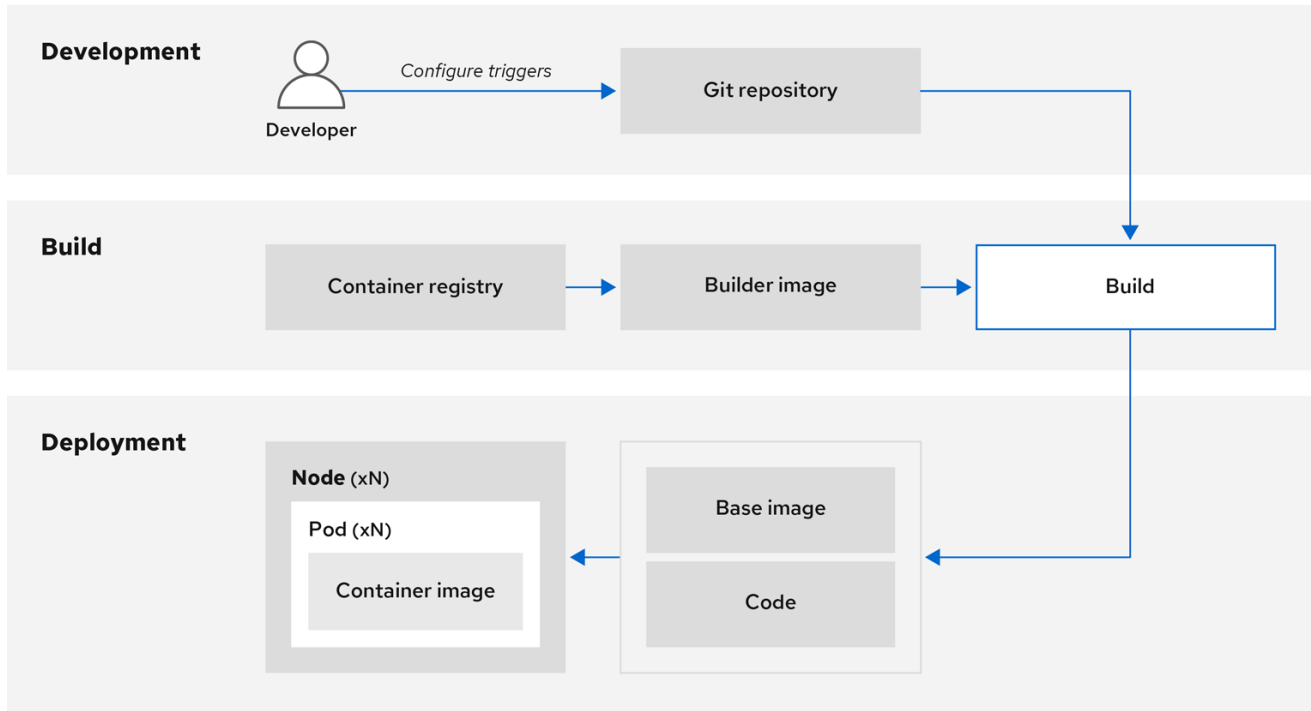 Development
Configure triggers
Developer
Git repository
Build
Container registry
Builder image
Build
Deployment
Node (xN)
Pod (xN)
Container image
Base image
Code